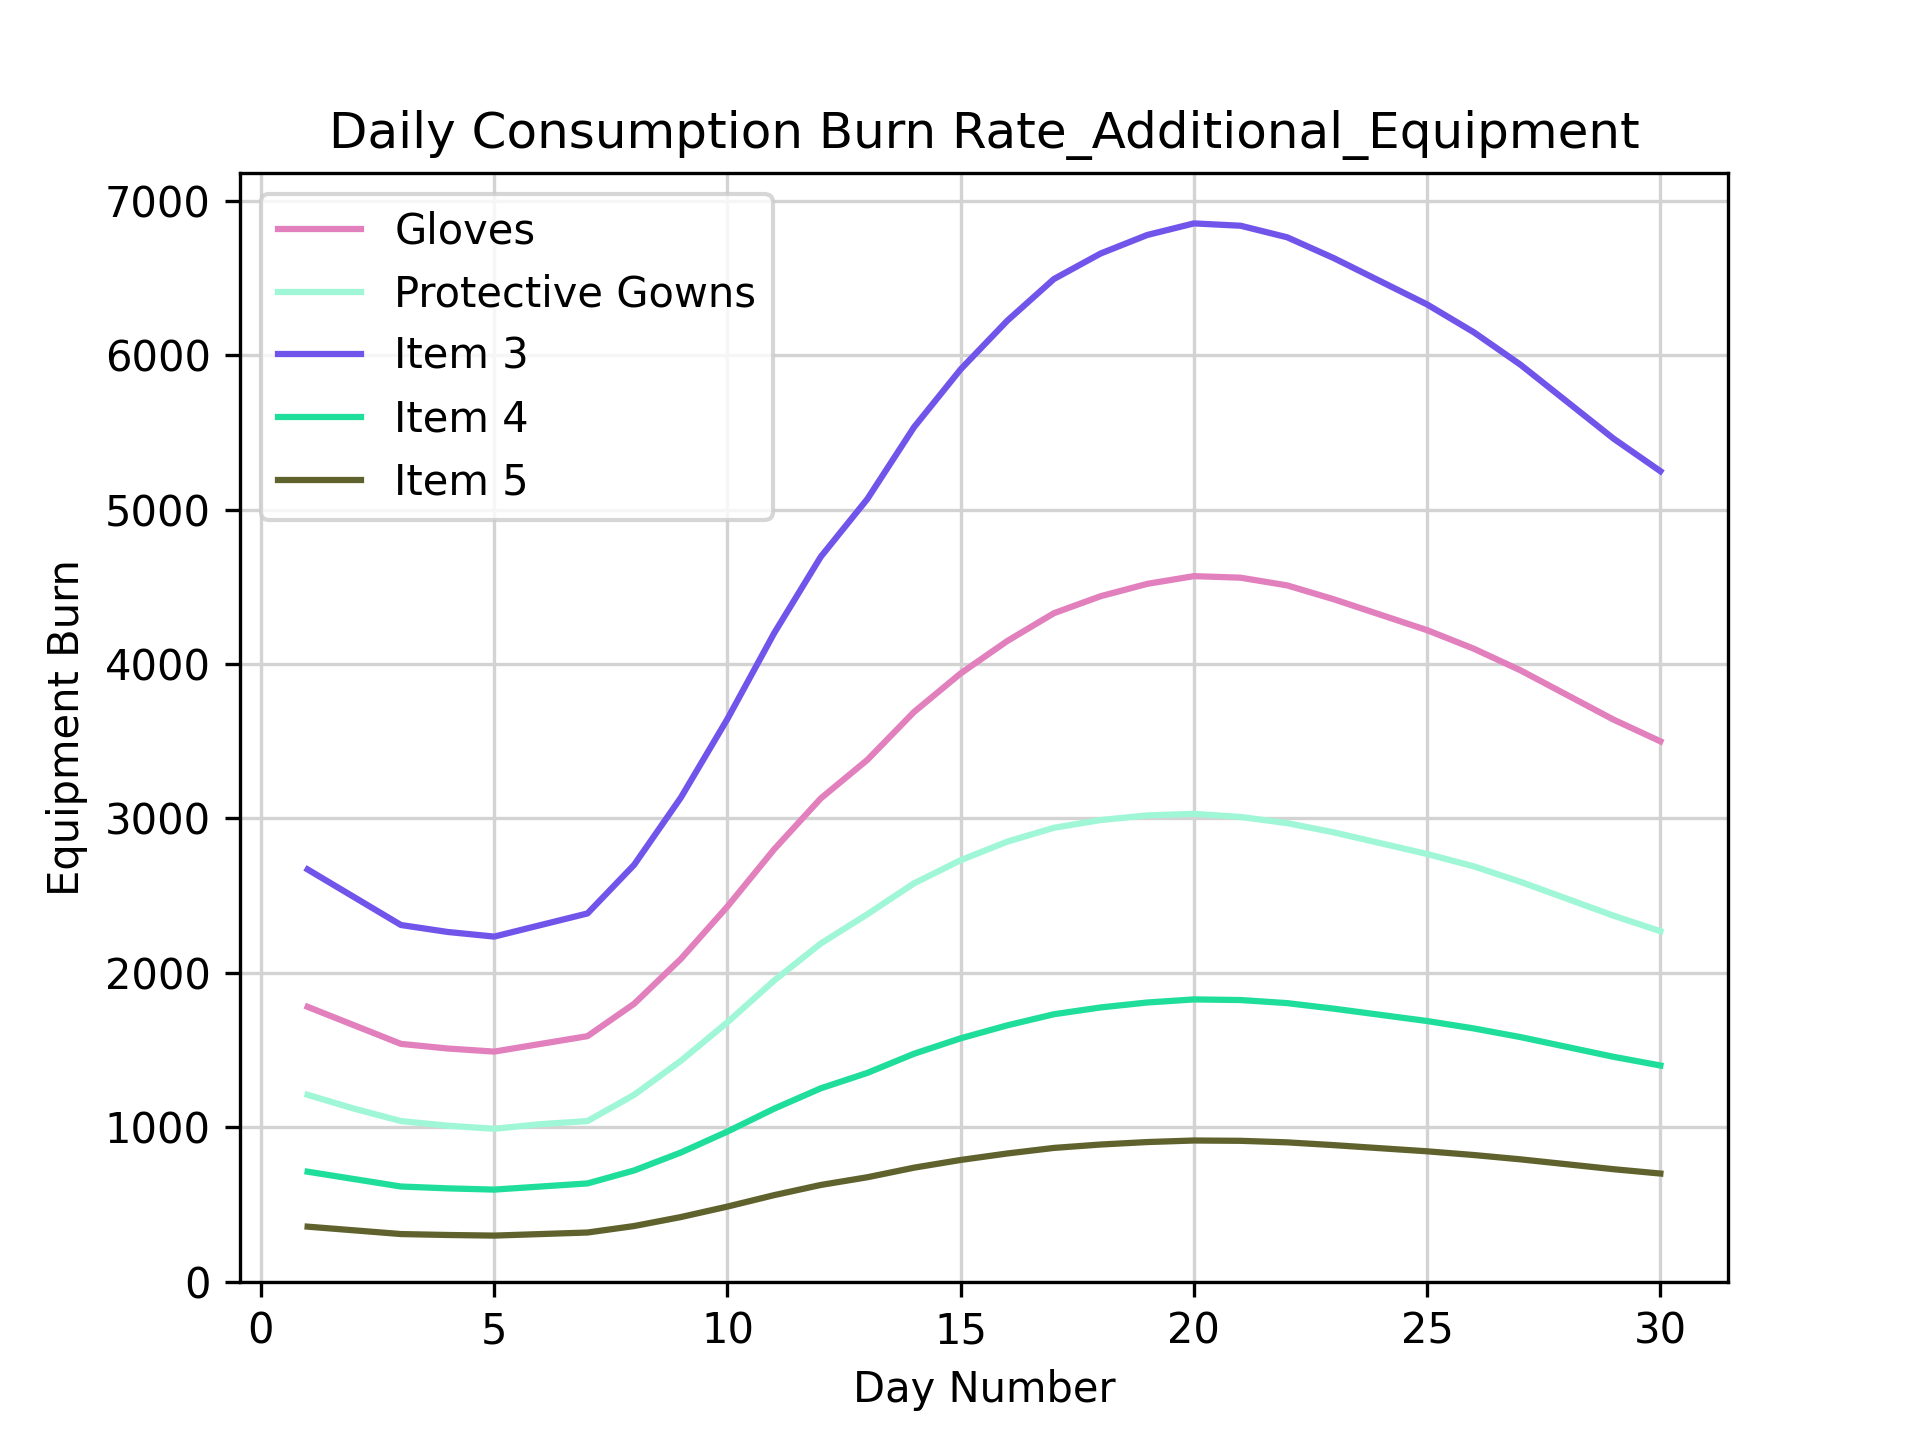 Daily Consumption Burn Rate_Additional_Equipment
7000
6000
5000
4000
3000
2000
1000
0
Equipment Burn
Gloves
Protective Gowns
Item 3
Item 4
Item 5
0 5 10 15 20 25 30
Day Number